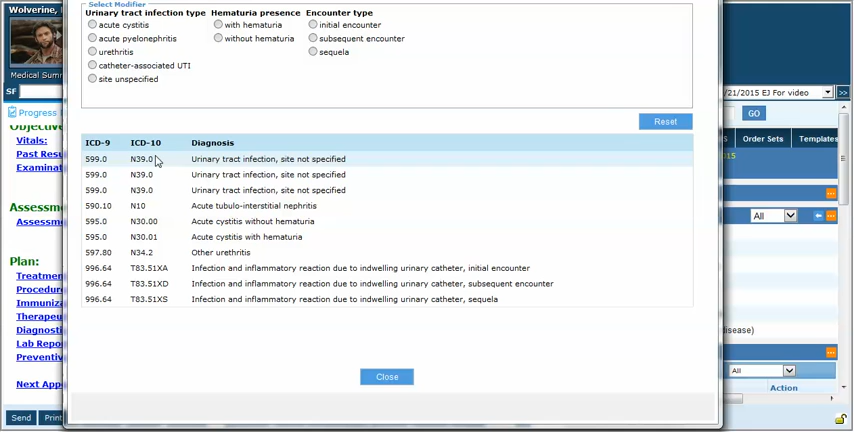 Wolverine,
Medical Summ
SF
Progress
Objective
Vitals:
Past Resu
Examinat
Assessm
Assessm
Plan:
Treatmen
Procedur
Immuniza
Therapeu
Diagnosti
Lab Repo
Preventiv
Next App
Send Print
Select Modifier
Urinary tract infection type Hematuria presence Encounter type
acute cystitis with hematuria initial encounter
acute pyelonephritis without hematuria subsequent encounter
urethritis sequela
catheter-associated UTI
site unspecified
Reset
ICD-9 ICD-10 Diagnosis
599.0 N39.0 Urinary tract infection, site not specified
599.0 N39.0 Urinary tract infection, site not specified
599.0 N39.0 Urinary tract infection, site not specified
590.10 N10 Acute tubulo-interstitial nephritis
595.0 N30.00 Acute cystitis without hematuria
595.0 N30.01 Acute cystitis with hematuria
597.80 N34.2 Other urethritis
996.64 T83.51XA Infection and inflammatory reaction due to indwelling urinary catheter, initial encounter
996.64 T83.51XD Infection and inflammatory reaction due to indwelling urinary catheter, subsequent encounter
996.64 T83.51XS Infection and inflammatory reaction due to indwelling urinary catheter, sequela
Close
/21/2015 EJ For video >>
GO
S Order Sets Templates
015
All
disease)
All
Action